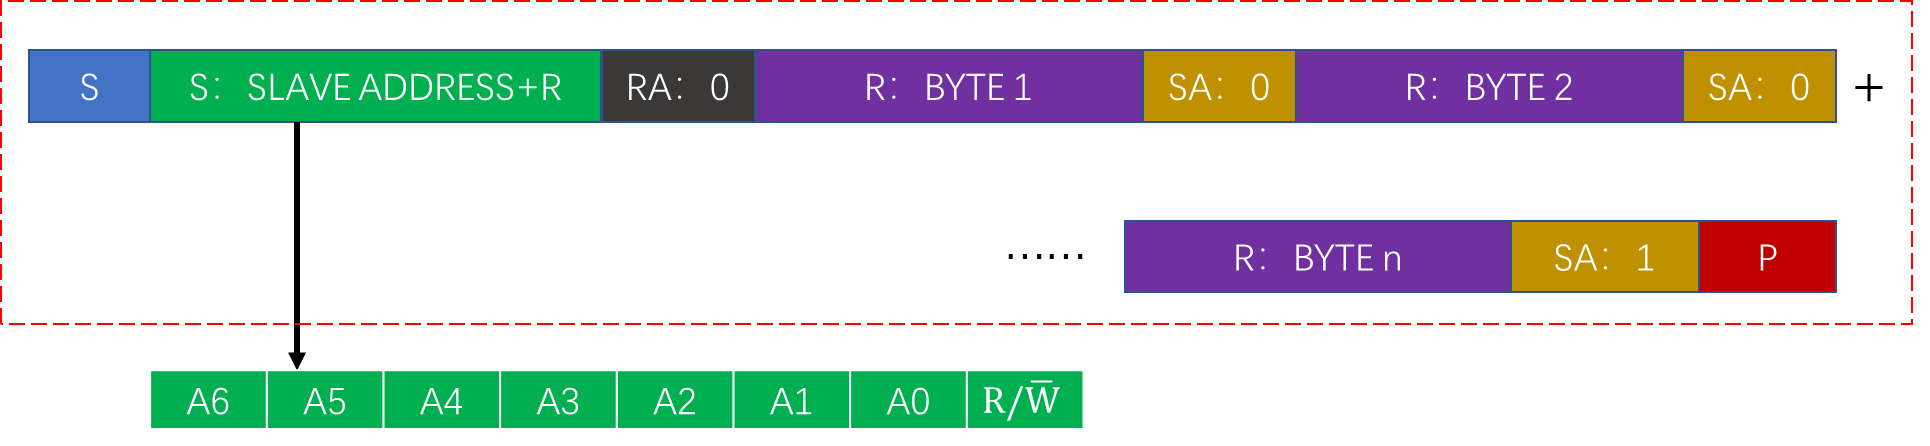 S S： SLAVE ADDRESS+R RA： 0 R： BYTE 1 SA： 0 R： BYTE 2 SA： 0 +
…… R： BYTE n SA： 1 P
A6 A5 A4 A3 A2 A1 A0 R/W̅